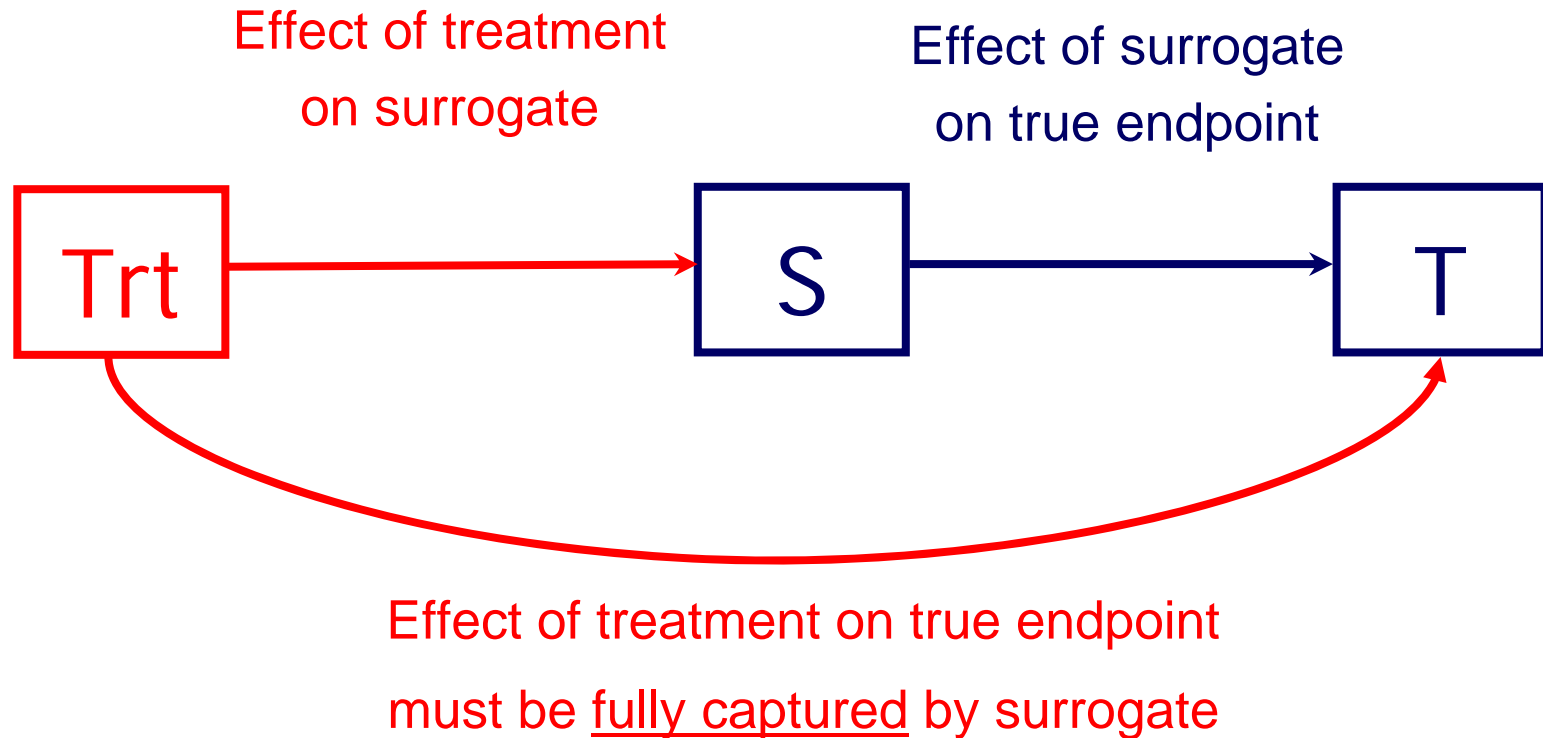 Effect of treatment
on surrogate
Effect of surrogate
on true endpoint
Trt
S
T
Effect of treatment on true endpoint
must be fully captured by surrogate